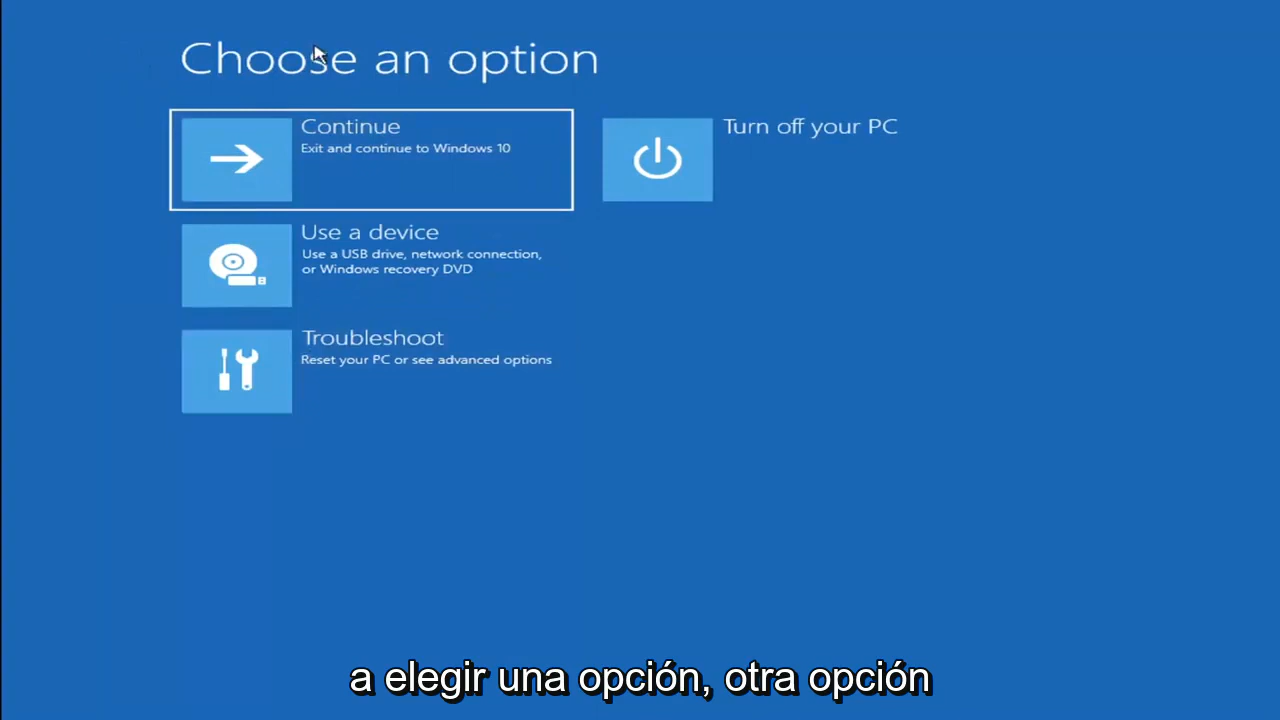 Choose an option
Continue
Exit and continue to Windows 10
Turn off your PC
Use a device
Use a USB drive, network connection,
or Windows recovery DVD
Troubleshoot
Reset your PC or see advanced options
a elegir una opción, otra opción